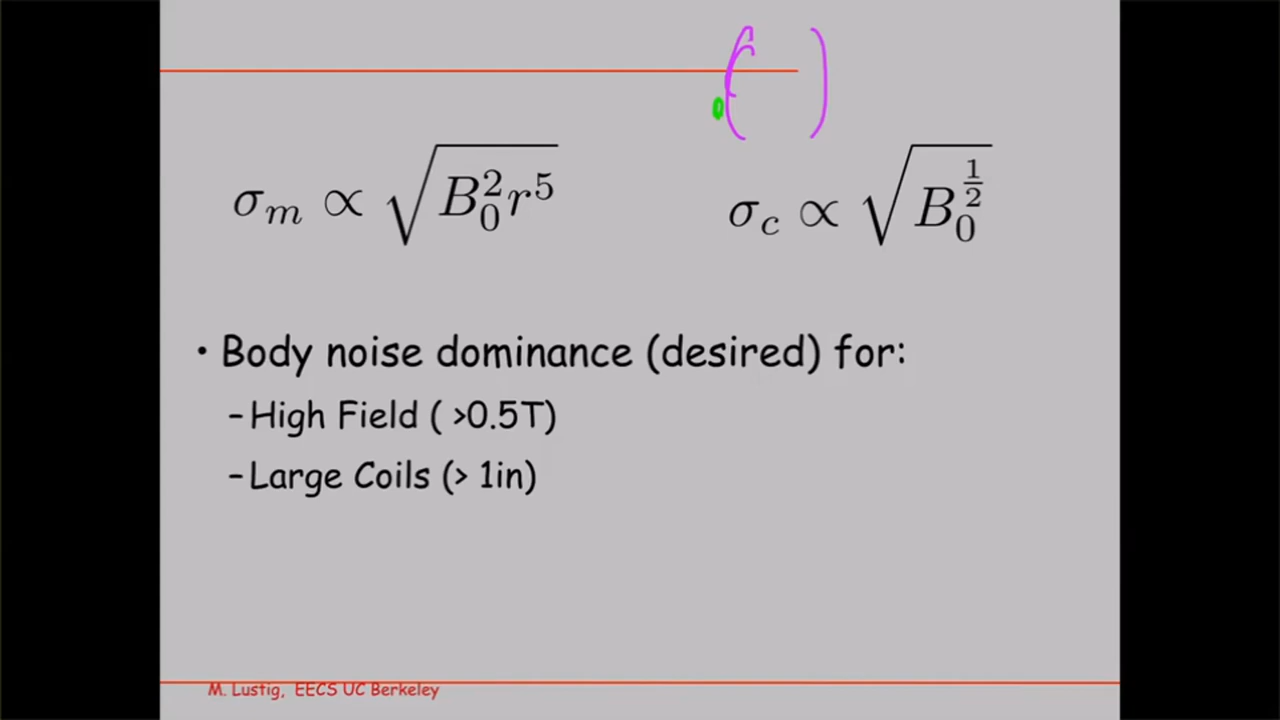 σ_m ∝ √(B_0^2 r^5)
σ_c ∝ √(B_0^{1/2})
• Body noise dominance (desired) for:
–High Field ( >0.5T)
–Large Coils (> 1in)
M. Lustig, EECS UC Berkeley